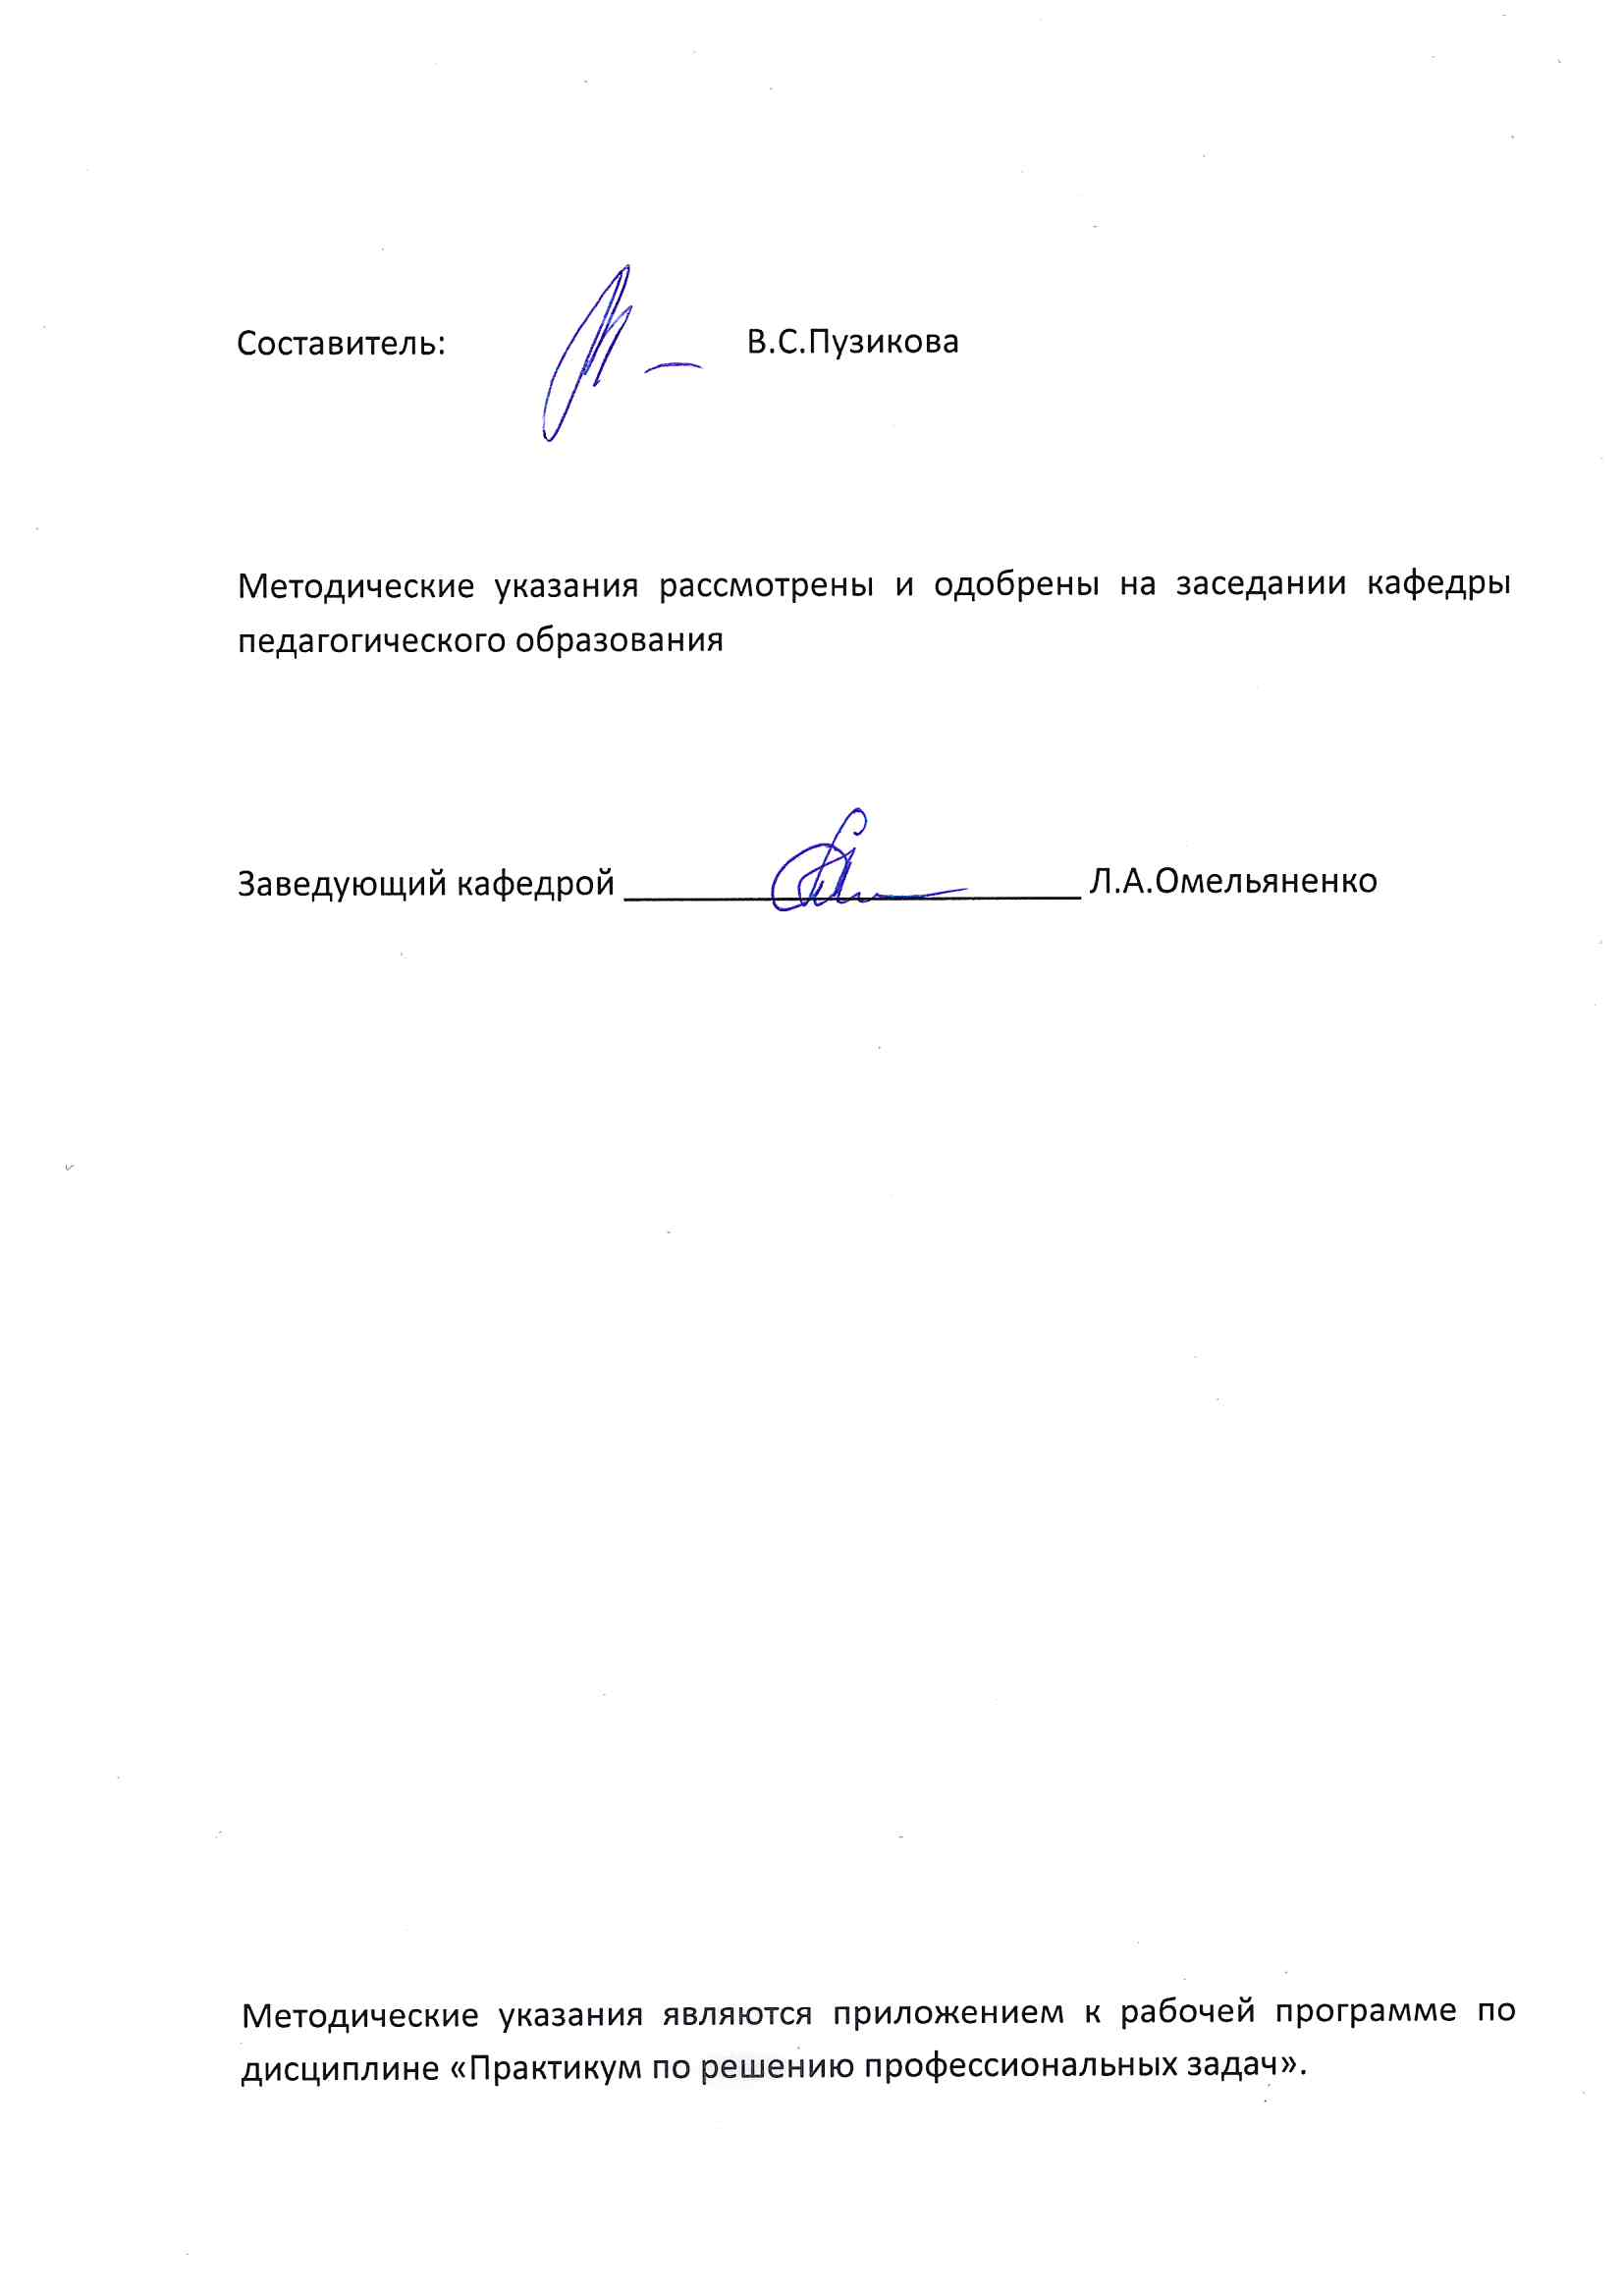 Составитель: В.С.Пузикова
Методические указания рассмотрены и одобрены на заседании кафедры
педагогического образования
Заведующий кафедрой Л.А.Омельяненко
Методические указания являются приложением к рабочей программе по
дисциплине «Практикум по решению профессиональных задач».